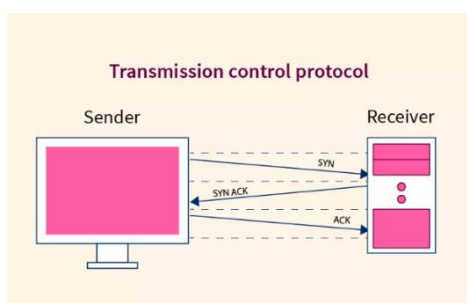 Transmission control protocol
Sender
Receiver
SYN
SYN ACK
ACK